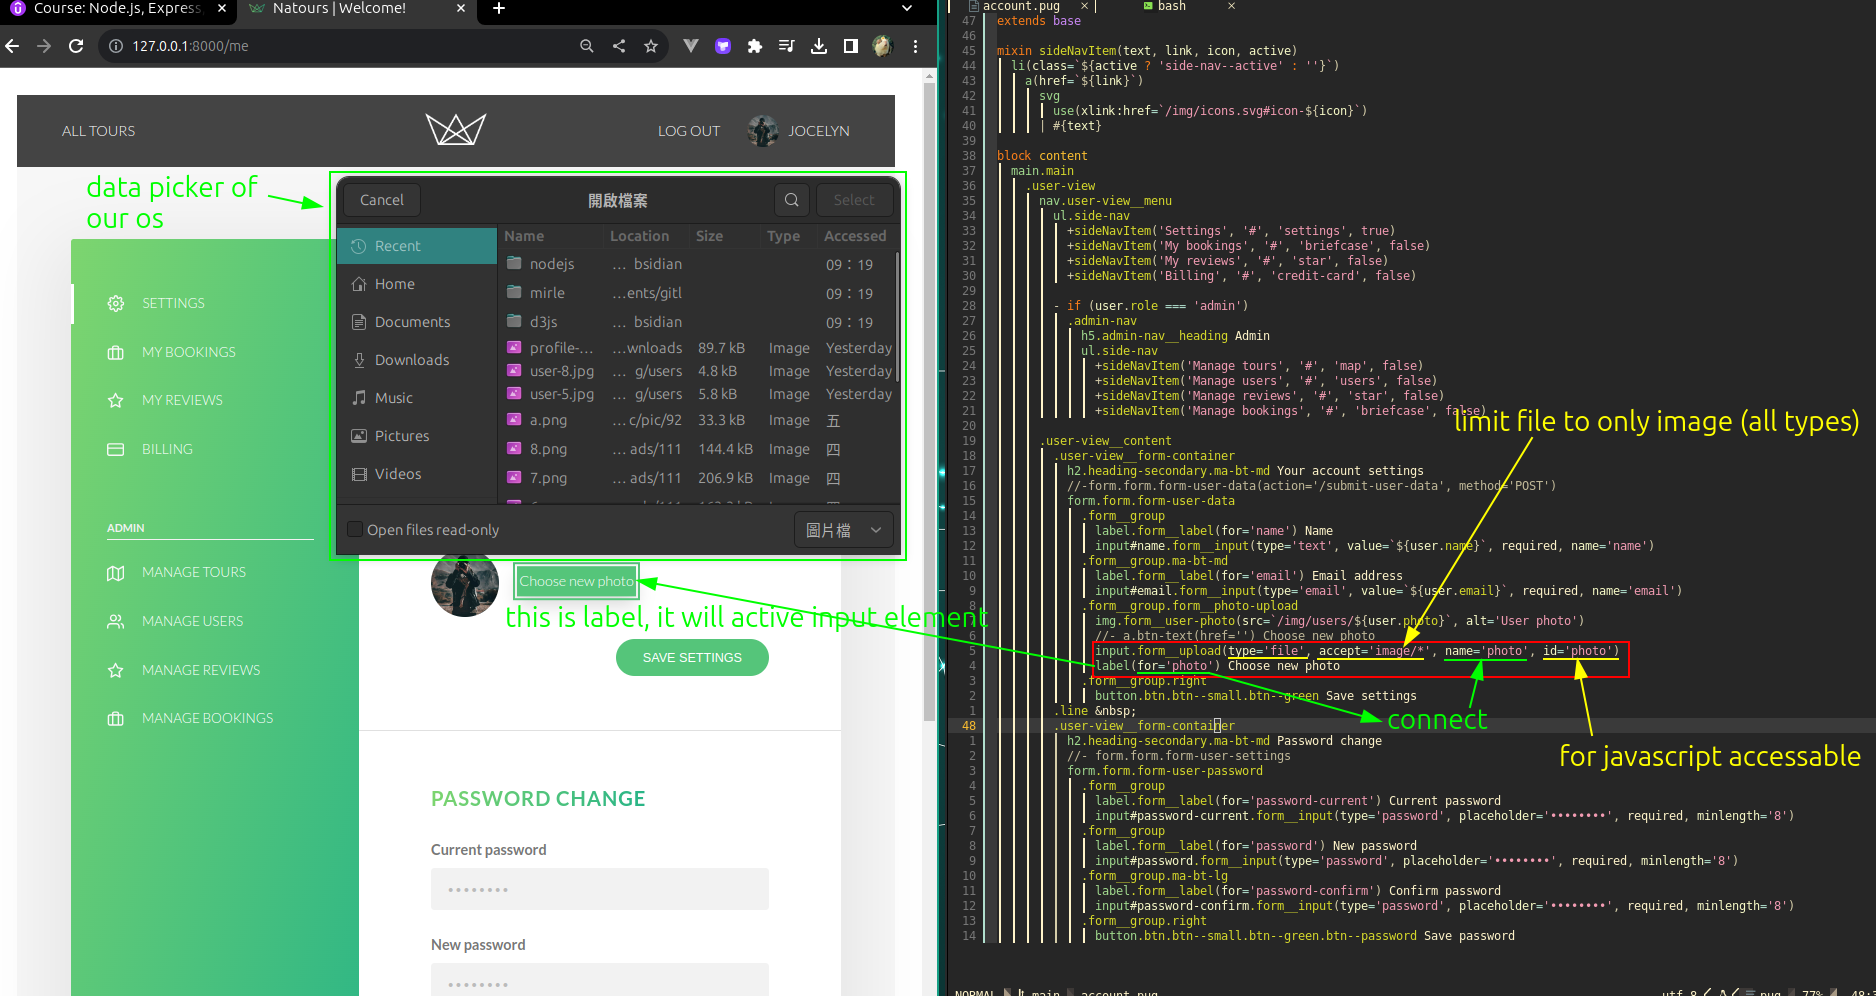 Course: Node.js, Express,
Natours | Welcome!
127.0.0.1:8000/me
ALL TOURS
LOG OUT
JOCELYN
data picker of
our os
Cancel
開啟檔案
Select
Recent
Home
Documents
Downloads
Music
Pictures
Videos
Name Location Size Type Accessed
nodejs ... bsidian 09：19
mirle ...ents/gitl 09：19
d3js ... bsidian 09：19
profile-... ...wnloads 89.7 kB Image Yesterday
user-8.jpg ... g/users 4.8 kB Image Yesterday
user-5.jpg ... g/users 5.8 kB Image Yesterday
a.png ...c/pic/92 33.3 kB Image 五
8.png ... ads/111 144.4 kB Image 四
7.png ... ads/111 206.9 kB Image 四
Open files read-only
圖片檔
SETTINGS
MY BOOKINGS
MY REVIEWS
BILLING
ADMIN
MANAGE TOURS
MANAGE USERS
MANAGE REVIEWS
MANAGE BOOKINGS
Choose new photo
this is label, it will active input element
SAVE SETTINGS
PASSWORD CHANGE
Current password
••••••••
New password
••••••••
account.pug
bash
47 extends base
46
45 mixin sideNavItem(text, link, icon, active)
44 li(class=`${active ? 'side-nav--active' : ''}`)
43 a(href=`${link}`)
42 svg
41 use(xlink:href=`/img/icons.svg#icon-${icon}`)
40 | #{text}
39
38 block content
37 main.main
36 .user-view
35 nav.user-view__menu
34 ul.side-nav
33 +sideNavItem('Settings', '#', 'settings', true)
32 +sideNavItem('My bookings', '#', 'briefcase', false)
31 +sideNavItem('My reviews', '#', 'star', false)
30 +sideNavItem('Billing', '#', 'credit-card', false)
29
28 - if (user.role === 'admin')
27 .admin-nav
26 h5.admin-nav__heading Admin
25 ul.side-nav
24 +sideNavItem('Manage tours', '#', 'map', false)
23 +sideNavItem('Manage users', '#', 'users', false)
22 +sideNavItem('Manage reviews', '#', 'star', false)
21 +sideNavItem('Manage bookings', '#', 'briefcase', false)
limit file to only image (all types)
20
19 .user-view__content
18 .user-view__form-container
17 h2.heading-secondary.ma-bt-md Your account settings
16 //-form.form.form-user-data(action='/submit-user-data', method='POST')
15 form.form.form-user-data
14 .form__group
13 label.form__label(for='name') Name
12 input#name.form__input(type='text', value=`${user.name}`, required, name='name')
11 .form__group.ma-bt-md
10 label.form__label(for='email') Email address
9 input#email.form__input(type='email', value=`${user.email}`, required, name='email')
8 .form__group.form__photo-upload
7 img.form__user-photo(src=`/img/users/${user.photo}`, alt='User photo')
6 //- a.btn-text(href='') Choose new photo
5 input.form__upload(type='file', accept='image/*', name='photo', id='photo')
4 label(for='photo') Choose new photo
3 .form__group.right
2 button.btn.btn--small.btn--green Save settings
1 .line &nbsp;
connect
48 .user-view__form-container
1 h2.heading-secondary.ma-bt-md Password change
2 //- form.form.form-user-settings
for javascript accessable
3 form.form.form-user-password
4 .form__group
5 label.form__label(for='password-current') Current password
6 input#password-current.form__input(type='password', placeholder='••••••••', required, minlength='8')
7 .form__group
8 label.form__label(for='password') New password
9 input#password.form__input(type='password', placeholder='••••••••', required, minlength='8')
10 .form__group.ma-bt-lg
11 label.form__label(for='password-confirm') Confirm password
12 input#password-confirm.form__input(type='password', placeholder='••••••••', required, minlength='8')
13 .form__group.right
14 button.btn.btn--small.btn--green.btn--password Save password
NORMAL main account.pug utf-8 pug 77%